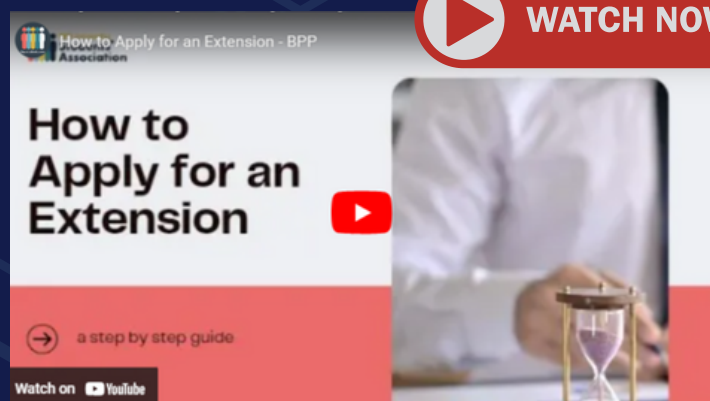 WATCH NOW
How to Apply for an Extension - BPP
Association
How to
Apply for an
Extension
a step by step guide
Watch on YouTube